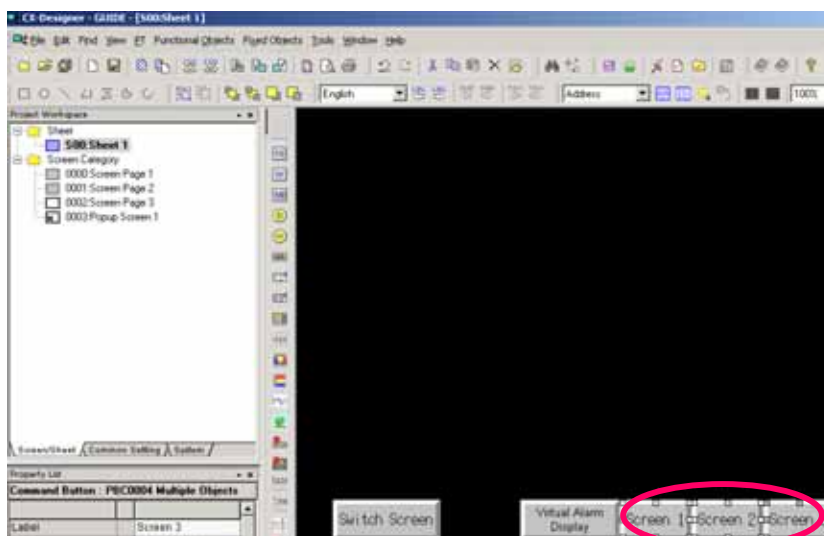 CX-Designer - GUIDE - [S00:Sheet 1]
File Edit Find View PT Functional Objects Fixed Objects Tools Window Help
English
Address
100%
Project Workspace
Sheet
S00:Sheet 1
Screen Category
0000:Screen Page 1
0001:Screen Page 2
0002:Screen Page 3
0003:Popup Screen 1
Screen/Sheet Common Setting System
Property List
Command Button : PBC0004 Multiple Objects
Label Screen 3
Switch Screen
Virtual Alarm
Display
Screen 1
Screen 2
Screen